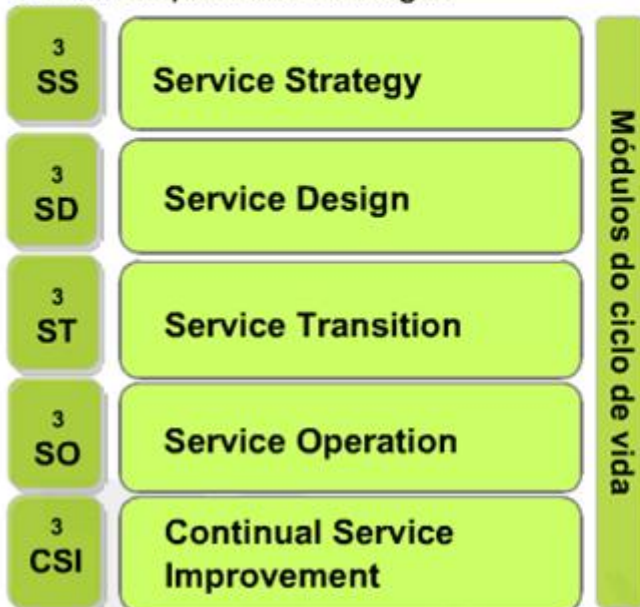 3
SS
Service Strategy
3
SD
Service Design
3
ST
Service Transition
3
SO
Service Operation
3
CSI
Continual Service
Improvement
Módulos do ciclo de vida